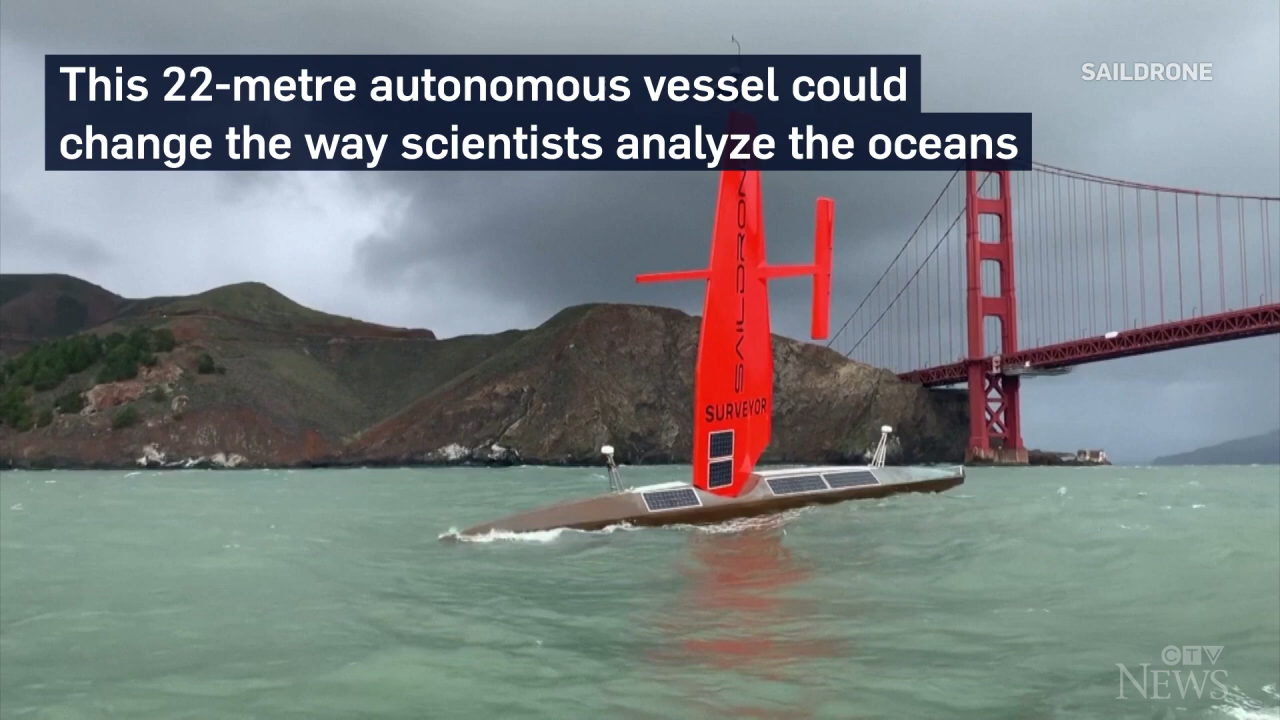 This 22-metre autonomous vessel could
change the way scientists analyze the oceans
SAILDRONE
SAILDRONE
SURVEYOR
CTV
NEWS